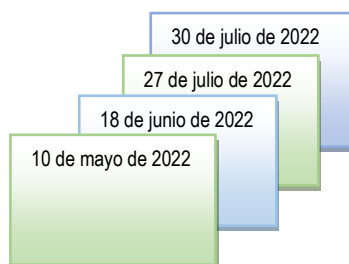 30 de julio de 2022
27 de julio de 2022
18 de junio de 2022
10 de mayo de 2022